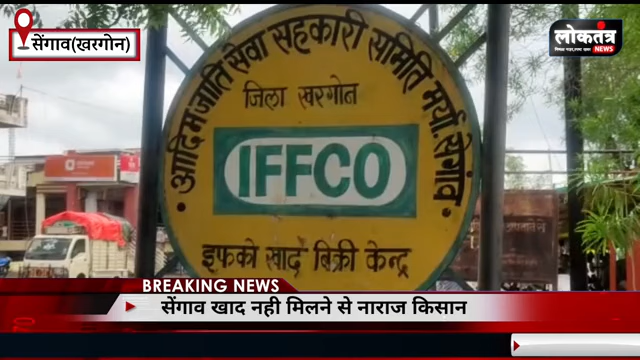 सेंगाव(खरगोन)
लोकतंत्र
NEWS
आदिमजाति सेवा सहकारी समिति मर्या. सेगांव
जिला खरगोन
IFFCO
इफको खाद बिक्री केन्द्र
BREAKING NEWS
सेंगाव खाद नही मिलने से नाराज किसान